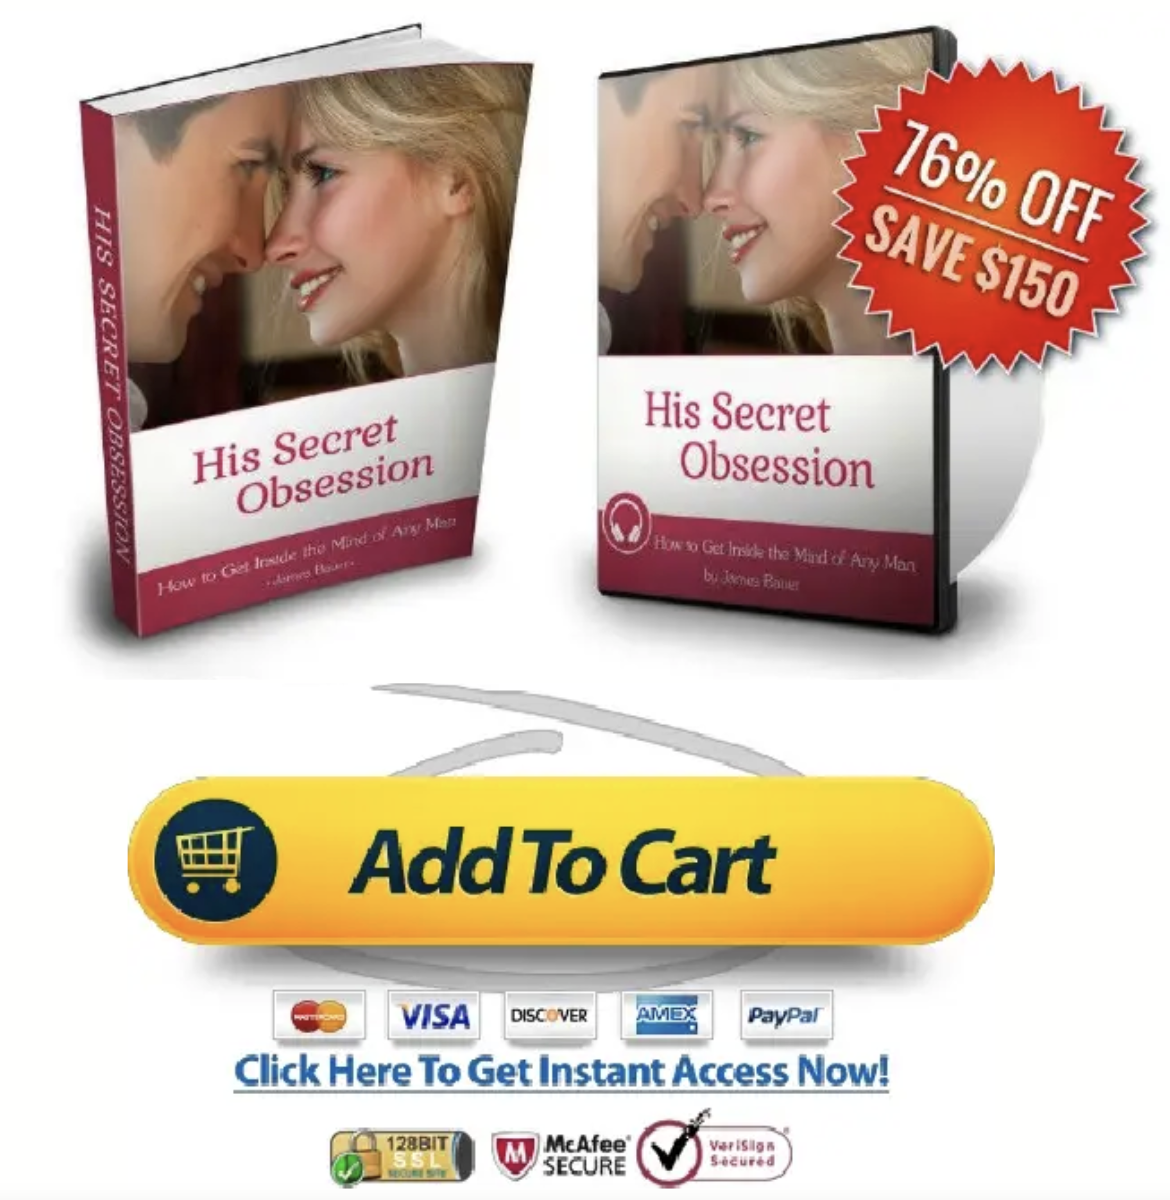 HIS SECRET OBSESSION
His Secret
Obsession
How to Get Inside the Mind of Any Man
James Bauer
76% OFF
SAVE $150
His Secret
Obsession
How to Get Inside the Mind of Any Man
by James Bauer
Add To Cart
MASTERCARD
VISA
DISCOVER
AMEX
PayPal
Click Here To Get Instant Access Now!
128BIT
SSL
SECURE SITE
McAfee®
SECURE
VeriSign
Secured